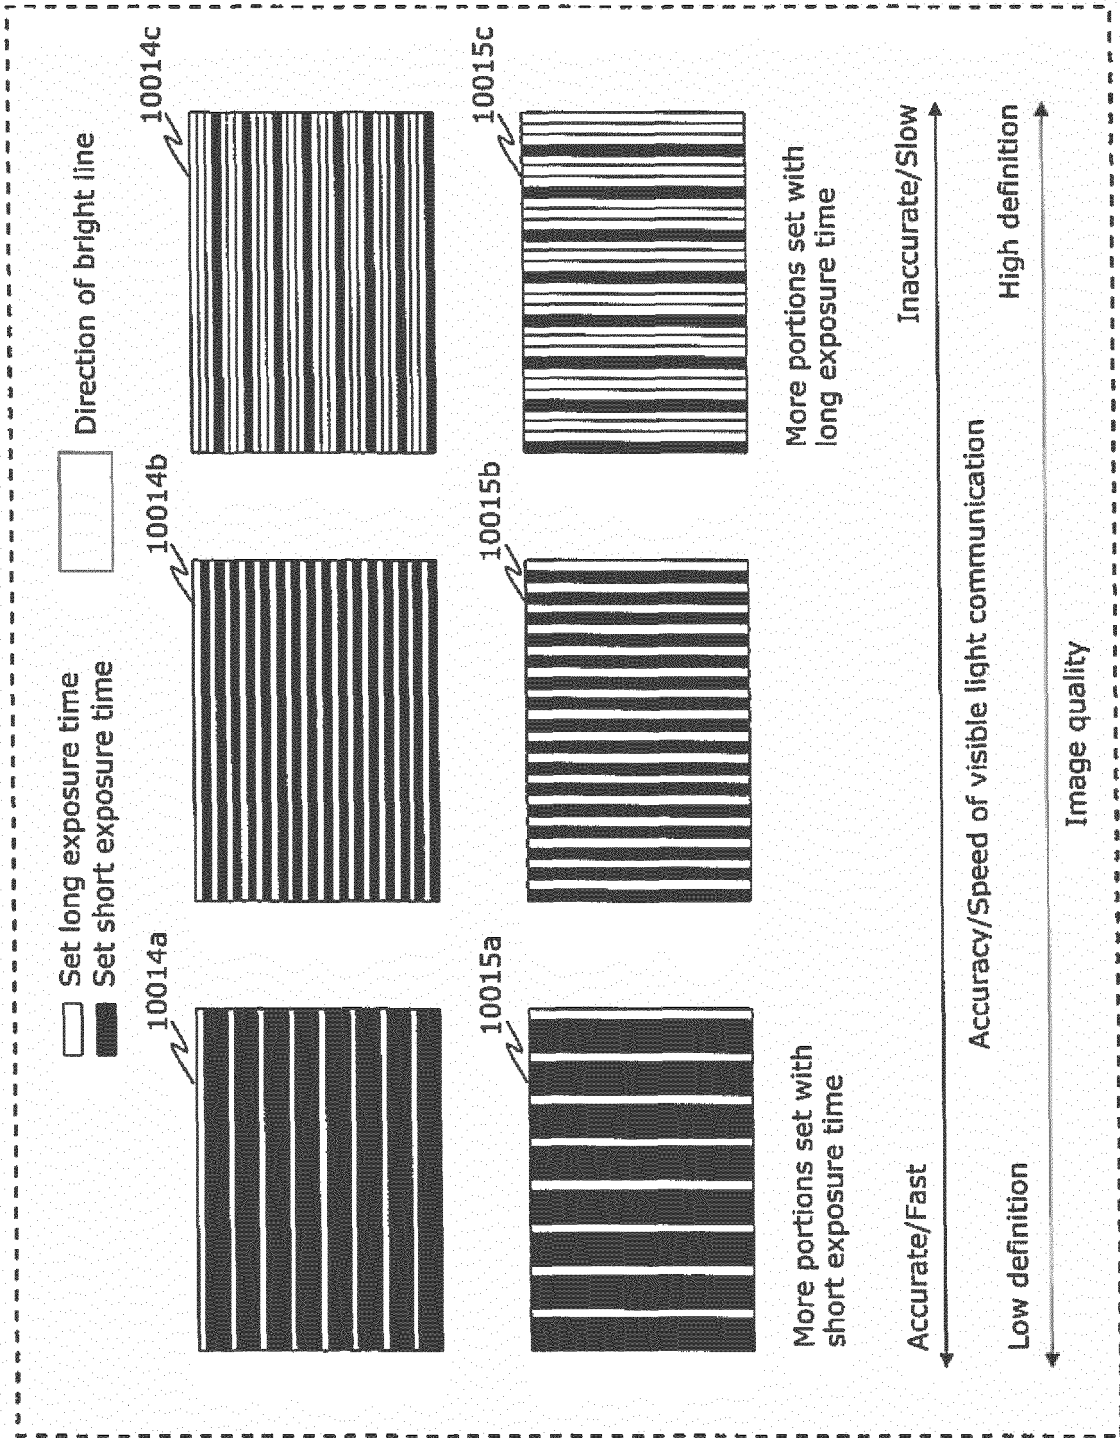 Set long exposure time
Set short exposure time
Direction of bright line
10014a
10014b
10014c
10015a
10015b
10015c
More portions set with
short exposure time
More portions set with
long exposure time
Accurate/Fast
Inaccurate/Slow
Accuracy/Speed of visible light communication
Low definition
High definition
Image quality